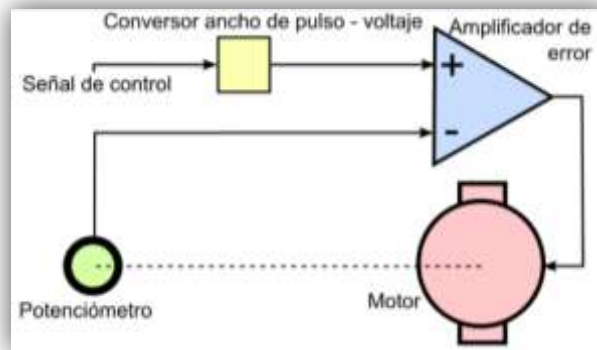 Conversor ancho de pulso - voltaje
Amplificador de
error
Señal de control
+
-
Potenciómetro
Motor